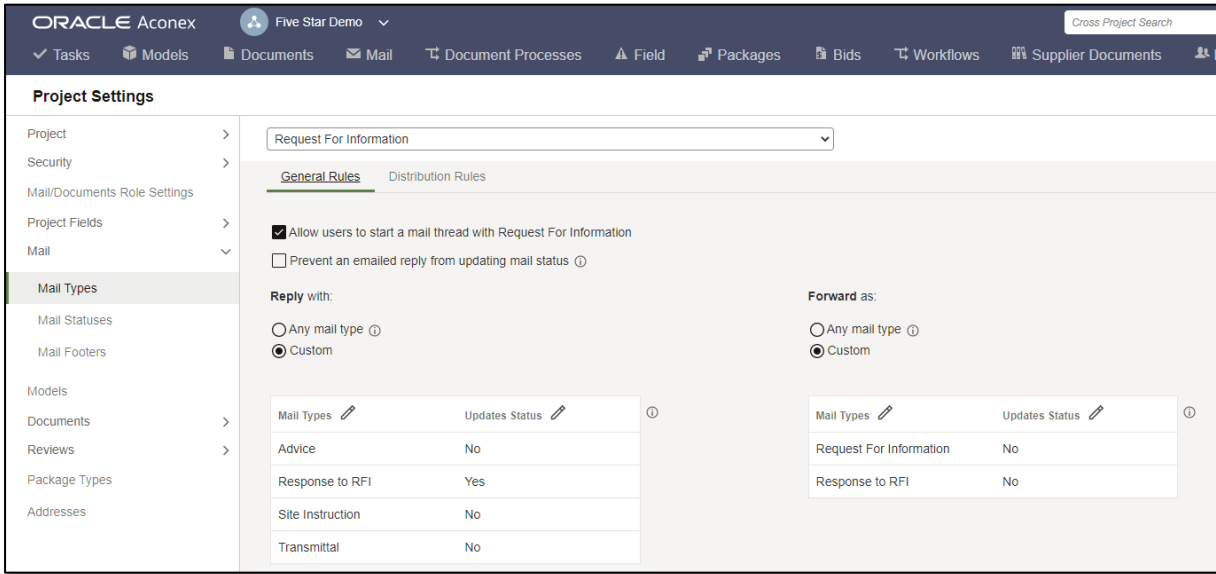 ORACLE Aconex Five Star Demo Cross Project Search
Tasks Models Documents Mail Document Processes Field Packages Bids Workflows Supplier Documents
Project Settings
Project
Security
Mail/Documents Role Settings
Project Fields
Mail
Mail Types
Mail Statuses
Mail Footers
Models
Documents
Reviews
Package Types
Addresses
Request For Information
General Rules Distribution Rules
Allow users to start a mail thread with Request For Information
Prevent an emailed reply from updating mail status
Reply with:
Any mail type
Custom
Mail Types Updates Status
Advice No
Response to RFI Yes
Site Instruction No
Transmittal No
Forward as:
Any mail type
Custom
Mail Types Updates Status
Request For Information No
Response to RFI No